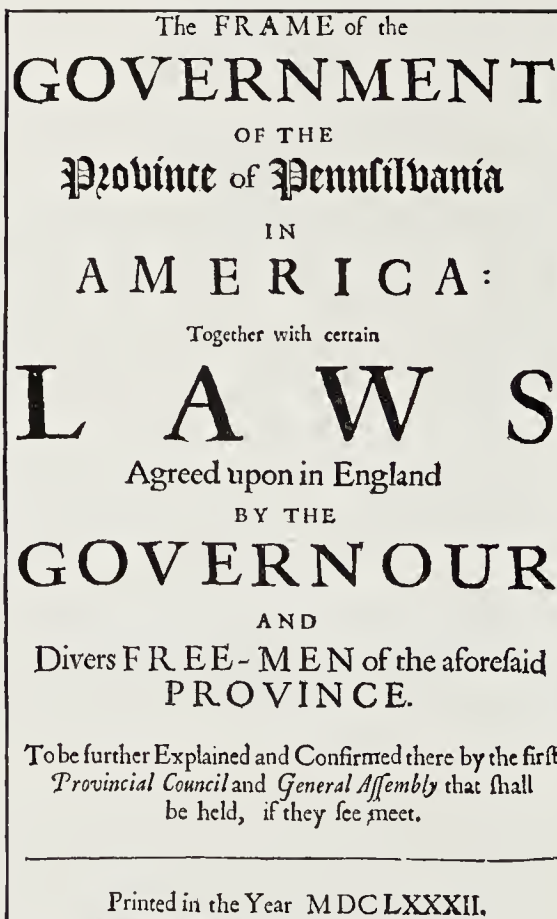 The FRAME of the
GOVERNMENT
OF THE
Province of Pennſilvania
IN
AMERICA:
Together with certain
LAWS
Agreed upon in England
BY THE
GOVERNOUR
AND
Divers FREE-MEN of the aforeſaid
PROVINCE.
To be further Explained and Confirmed there by the firſt
Provincial Council and General Aſſembly that ſhall
be held, if they ſee meet.
Printed in the Year MDCLXXXII.